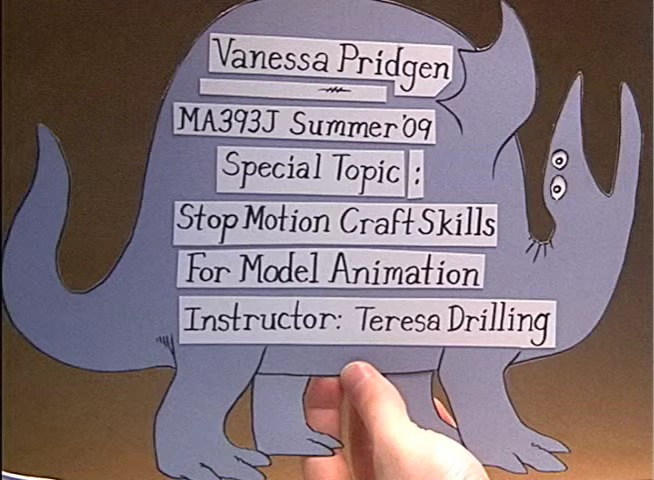 Vanessa Pridgen
MA393J Summer '09
Special Topic :
Stop Motion Craft Skills
For Model Animation
Instructor: Teresa Drilling